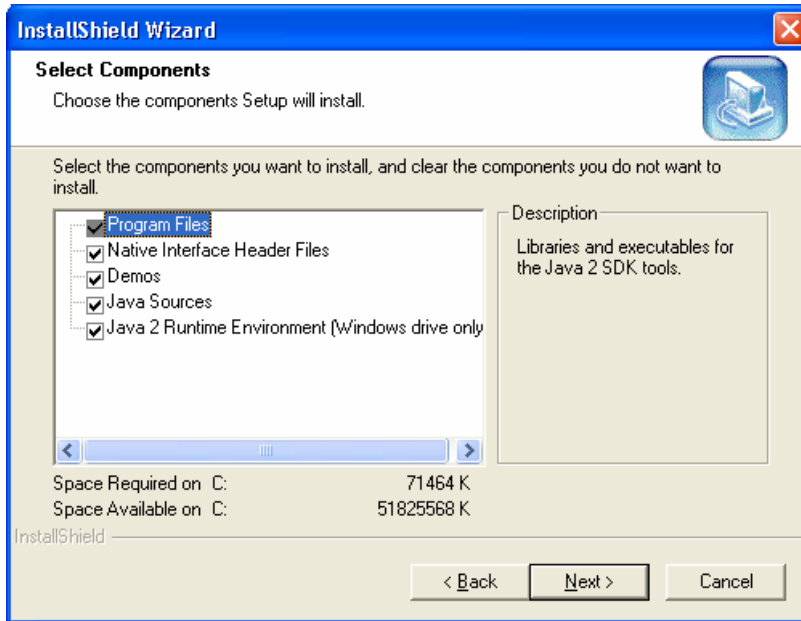 InstallShield Wizard
Select Components
Choose the components Setup will install.
Select the components you want to install, and clear the components you do not want to
install.
Program Files
Native Interface Header Files
Demos
Java Sources
Java 2 Runtime Environment (Windows drive only
Description
Libraries and executables for
the Java 2 SDK tools.
Space Required on C: 71464 K
Space Available on C: 51825568 K
InstallShield
< Back Next > Cancel